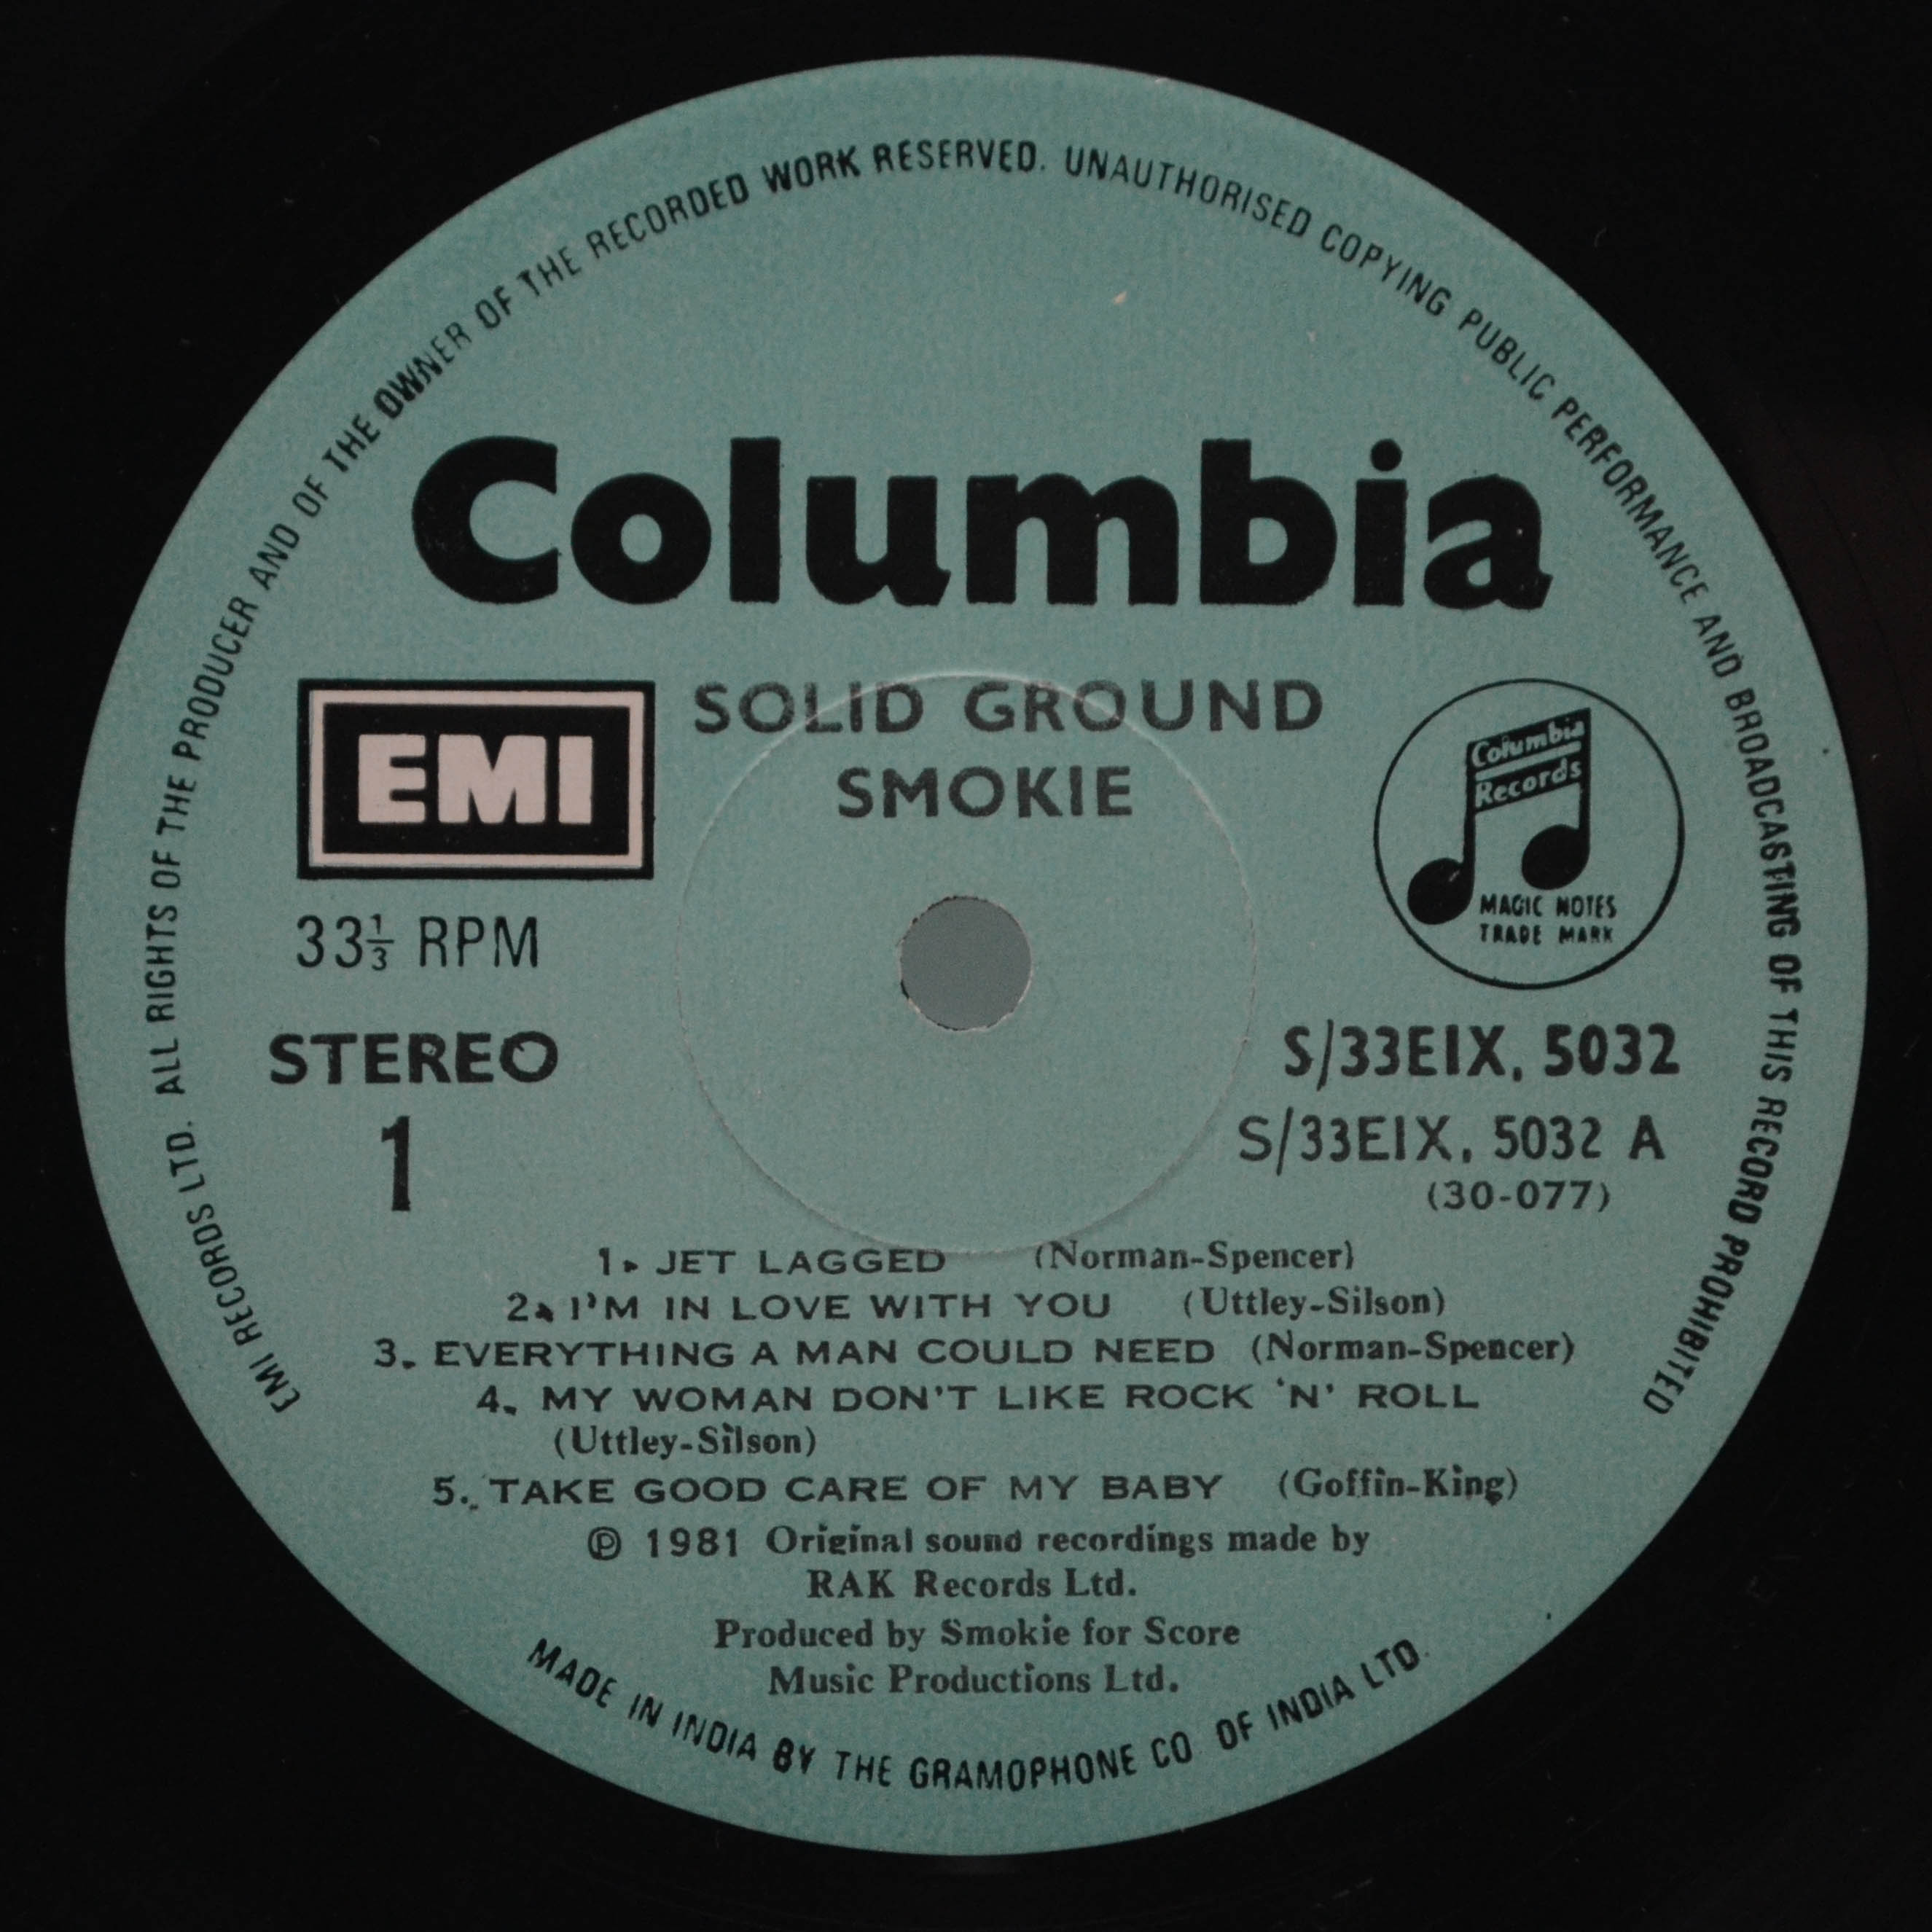 EMI RECORDS LTD. ALL RIGHTS OF THE PRODUCER AND OF THE OWNER OF THE RECORDED WORK RESERVED. UNAUTHORISED COPYING PUBLIC PERFORMANCE AND BROADCASTING OF THIS RECORD PROHIBITED
Columbia
EMI
SOLID GROUND
SMOKIE
Columbia
Records
MAGIC NOTES
TRADE MARK
33⅓ RPM
STEREO
1
S/33EIX. 5032
S/33EIX. 5032 A
(30-077)
1. JET LAGGED (Norman-Spencer)
2. I'M IN LOVE WITH YOU (Uttley-Silson)
3. EVERYTHING A MAN COULD NEED (Norman-Spencer)
4. MY WOMAN DON'T LIKE ROCK 'N' ROLL
(Uttley-Silson)
5. TAKE GOOD CARE OF MY BABY (Goffin-King)
℗ 1981 Original sound recordings made by
RAK Records Ltd.
Produced by Smokie for Score
Music Productions Ltd.
MADE IN INDIA BY THE GRAMOPHONE CO OF INDIA LTD.